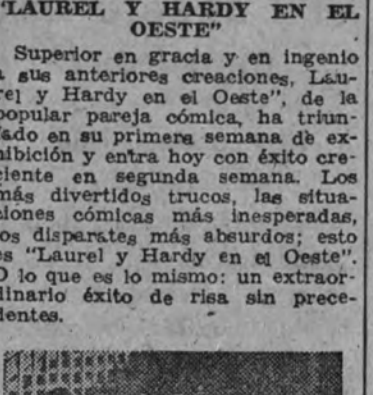 "LAUREL Y HARDY EN EL
OESTE"
Superior en gracia y en ingenio
a sus anteriores creaciones, Lau-
rel y Hardy en el Oeste", de la
popular pareja cómica, ha triun-
fado en su primera semana de ex-
hibición y entra hoy con éxito cre-
ciente en segunda semana. Los
más divertidos trucos, las situa-
ciones cómicas más inesperadas,
los disparates más absurdos; esto
es "Laurel y Hardy en el Oeste".
O lo que es lo mismo: un extraor-
dinario éxito de risa sin prece-
dentes.